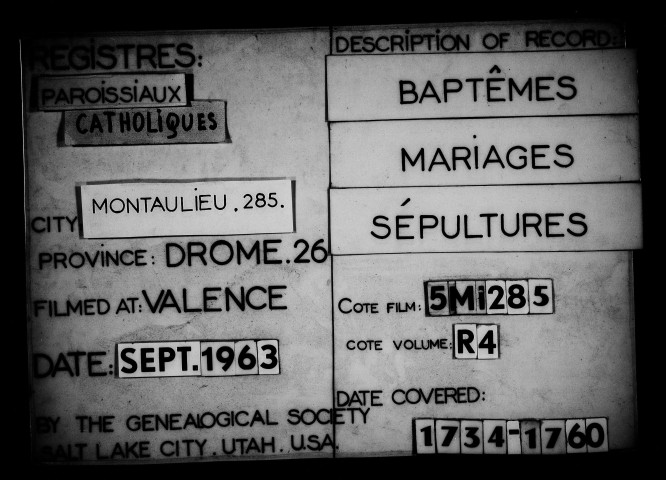 REGISTRES:
PAROISSIAUX
CATHOLIQUES
CITY MONTAULIEU.285.
PROVINCE: DROME.26
FILMED AT: VALENCE
DATE: SEPT.1963
BY THE GENEALOGICAL SOCIETY
SALT LAKE CITY.UTAH.U.S.A.
DESCRIPTION OF RECORD:
BAPTÊMES
MARIAGES
SÉPULTURES
COTE FILM: 5Mi285
COTE VOLUME: R4
DATE COVERED:
1734-1760